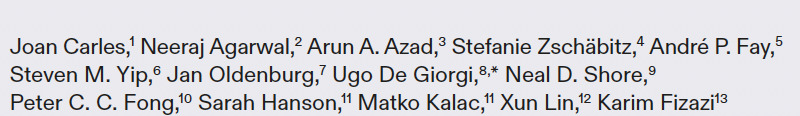 Joan Carles,¹ Neeraj Agarwal,² Arun A. Azad,³ Stefanie Zschäbitz,⁴ André P. Fay,⁵
Steven M. Yip,⁶ Jan Oldenburg,⁷ Ugo De Giorgi,⁸,* Neal D. Shore,⁹
Peter C. C. Fong,¹⁰ Sarah Hanson,¹¹ Matko Kalac,¹¹ Xun Lin,¹² Karim Fizazi¹³